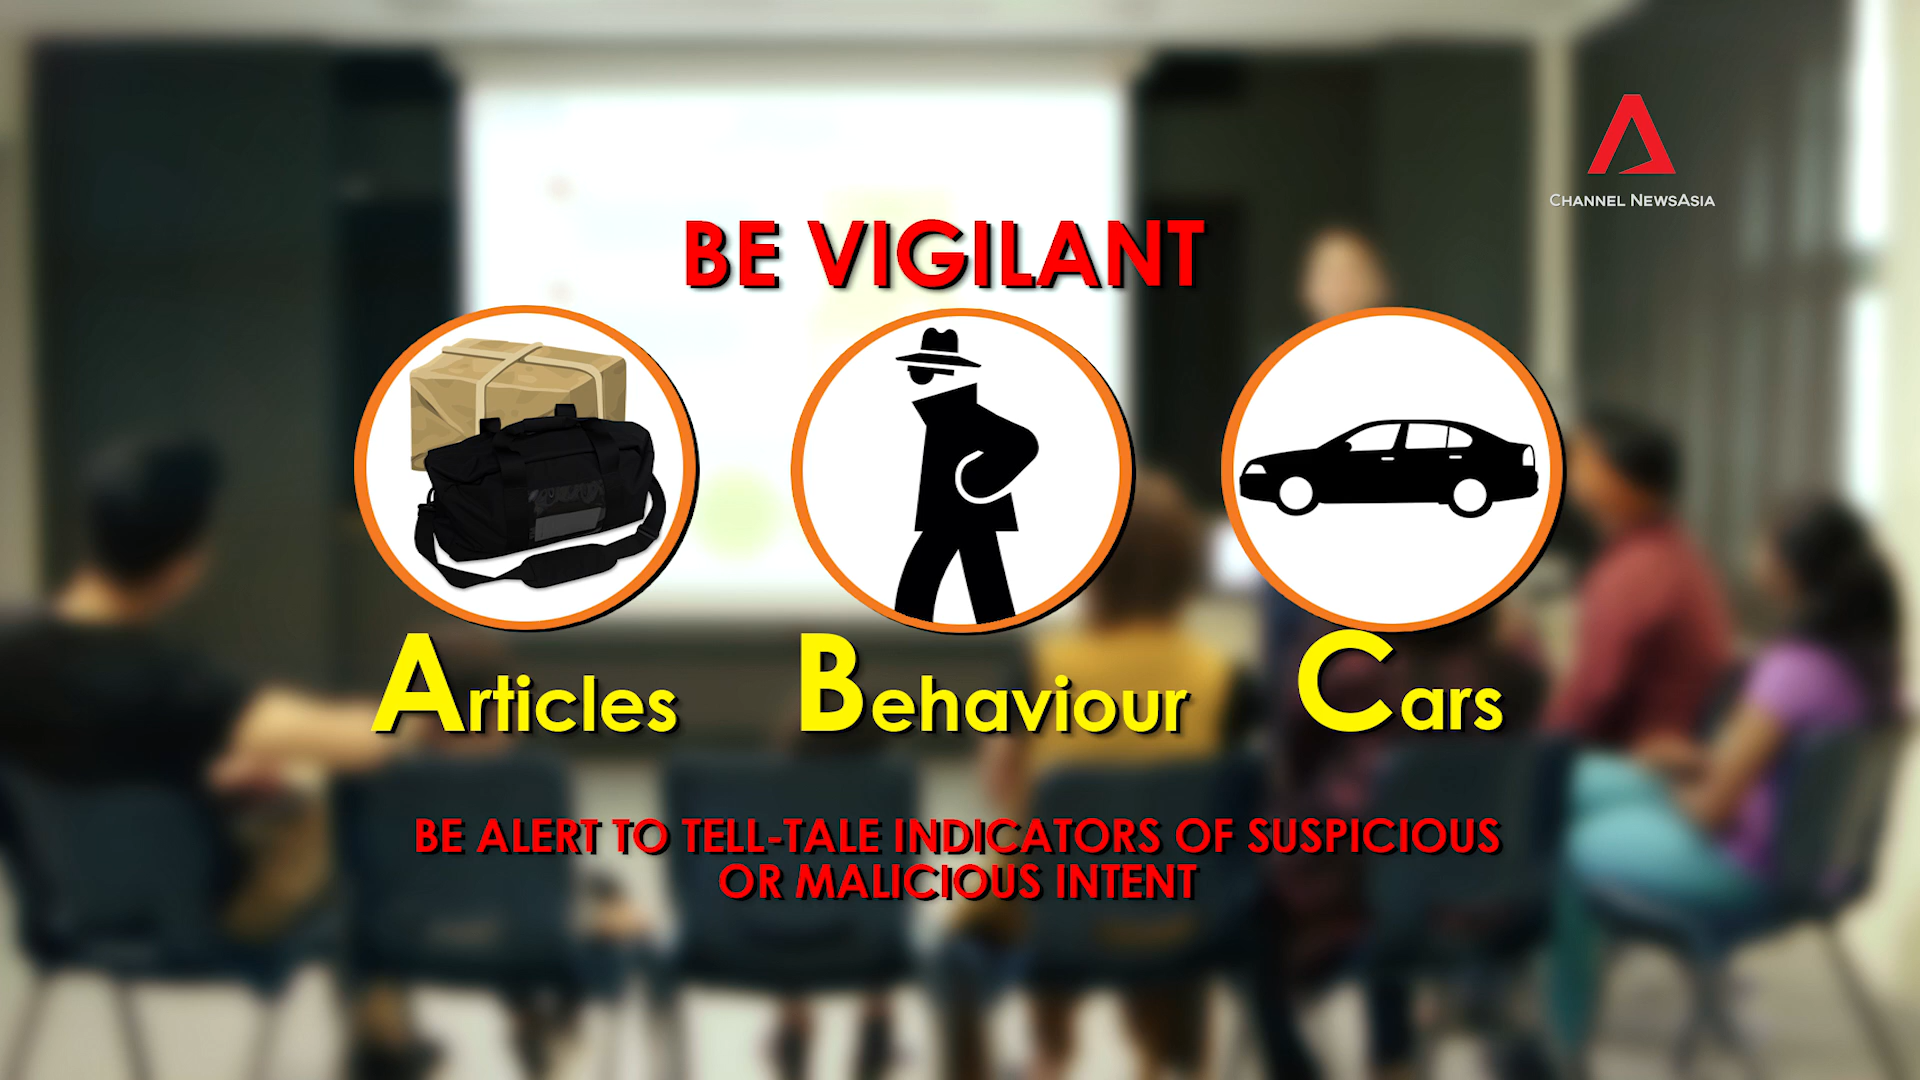 CHANNEL NEWSASIA
BE VIGILANT
Articles
Behaviour
Cars
BE ALERT TO TELL-TALE INDICATORS OF SUSPICIOUS
OR MALICIOUS INTENT